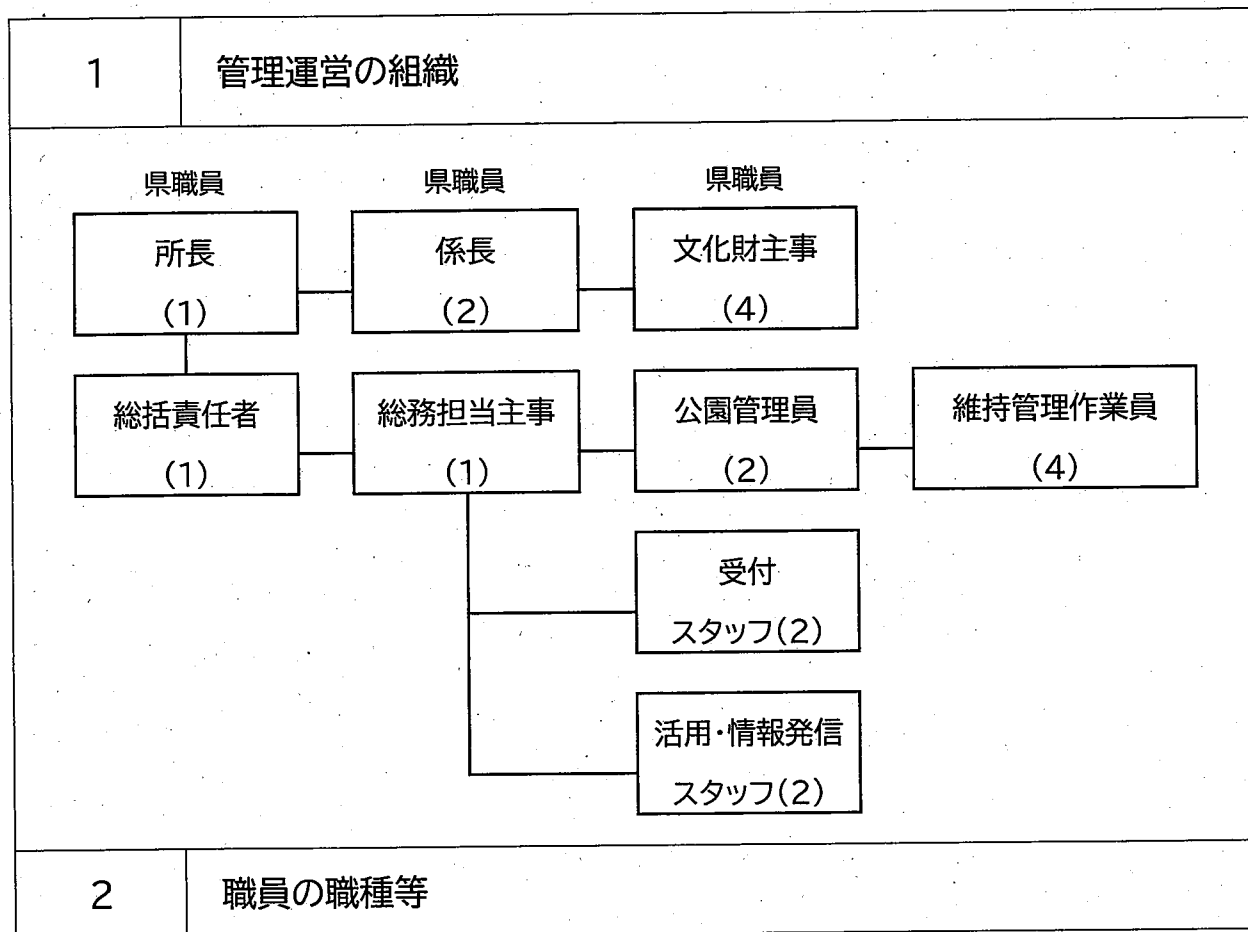 1 管理運営の組織
県職員 県職員 県職員
所長 係長 文化財主事
(1) (2) (4)
総括責任者 総務担当主事 公園管理員 維持管理作業員
(1) (1) (2) (4)
受付
スタッフ(2)
活用・情報発信
スタッフ(2)
2 職員の職種等